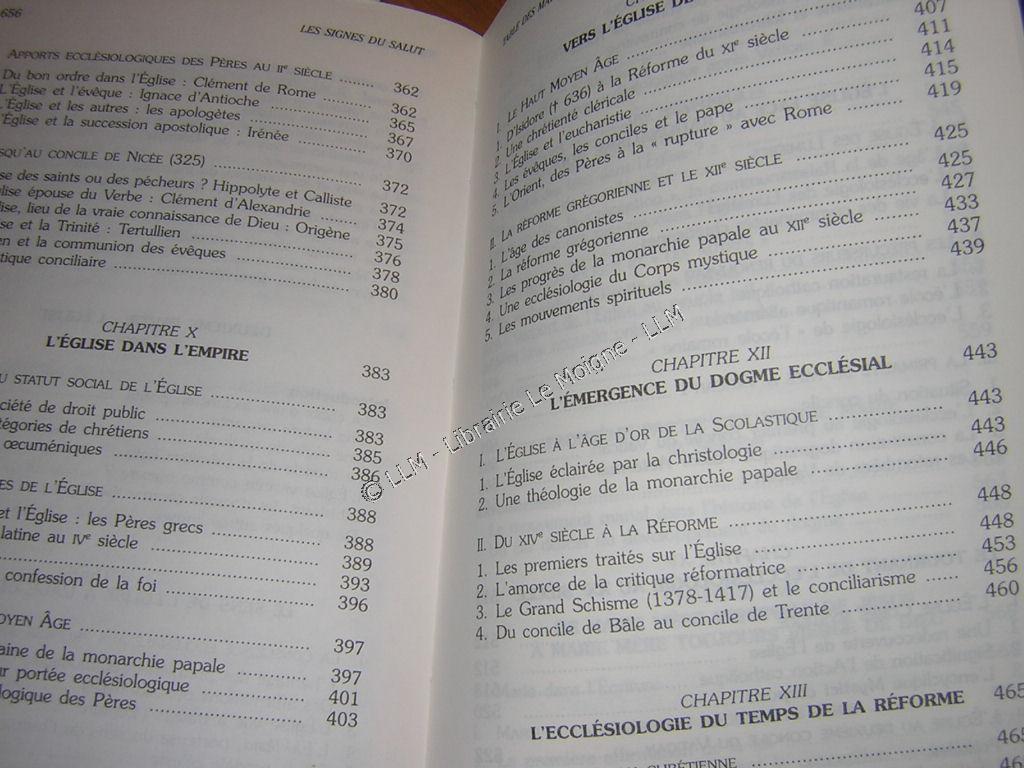 656
LES SIGNES DU SALUT
APPORTS ECCLÉSIOLOGIQUES DES PÈRES AU IIe SIÈCLE .......... 362
Du bon ordre dans l'Église : Clément de Rome .......... 362
L'Église et l'évêque : Ignace d'Antioche .......... 365
L'Église et les autres : les apologètes .......... 367
L'Église et la succession apostolique : Irénée .......... 370
SQU'AU CONCILE DE NICÉE (325) .......... 372
se des saints ou des pécheurs ? Hippolyte et Calliste 372
lise épouse du Verbe : Clément d'Alexandrie .......... 374
ise, lieu de la vraie connaissance de Dieu : Origène 375
se et la Trinité : Tertullien .......... 376
en et la communion des évêques .......... 378
tique conciliaire .......... 380
CHAPITRE X
L'ÉGLISE DANS L'EMPIRE
383
U STATUT SOCIAL DE L'ÉGLISE .......... 383
ciété de droit public .......... 383
tégories de chrétiens .......... 385
œcuméniques .......... 386
ES DE L'ÉGLISE .......... 388
et l'Église : les Pères grecs .......... 388
latine au IVe siècle .......... 389
.......... 393
confession de la foi .......... 396
OYEN ÂGE .......... 397
aine de la monarchie papale .......... 397
ur portée ecclésiologique .......... 401
logique des Pères .......... 403
TABLE DES
VERS L'ÉGLISE DE
407
I. LE HAUT MOYEN ÂGE .......... 411
1. D'Isidore († 636) à la Réforme du XIe siècle .......... 411
2. Une chrétienté cléricale .......... 414
3. L'Église et l'eucharistie .......... 415
4. Les évêques, les conciles et le pape .......... 419
5. L'Orient, des Pères à la « rupture » avec Rome
II. LA RÉFORME GRÉGORIENNE ET LE XIIe SIÈCLE .......... 425
1. L'âge des canonistes .......... 425
2. La réforme grégorienne .......... 427
3. Les progrès de la monarchie papale au XIIe siècle .......... 433
4. Une ecclésiologie du Corps mystique .......... 437
5. Les mouvements spirituels .......... 439
CHAPITRE XII
L'ÉMERGENCE DU DOGME ECCLÉSIAL
443
I. L'ÉGLISE À L'ÂGE D'OR DE LA SCOLASTIQUE .......... 443
1. L'Église éclairée par la christologie .......... 443
2. Une théologie de la monarchie papale .......... 446
II. DU XIVe SIÈCLE À LA RÉFORME .......... 448
1. Les premiers traités sur l'Église .......... 448
2. L'amorce de la critique réformatrice .......... 453
3. Le Grand Schisme (1378-1417) et le conciliarisme ...... 456
4. Du concile de Bâle au concile de Trente .......... 460
CHAPITRE XIII
L'ECCLÉSIOLOGIE DU TEMPS DE LA RÉFORME
465
465
© LLM - Librairie Le Moigne - LLM